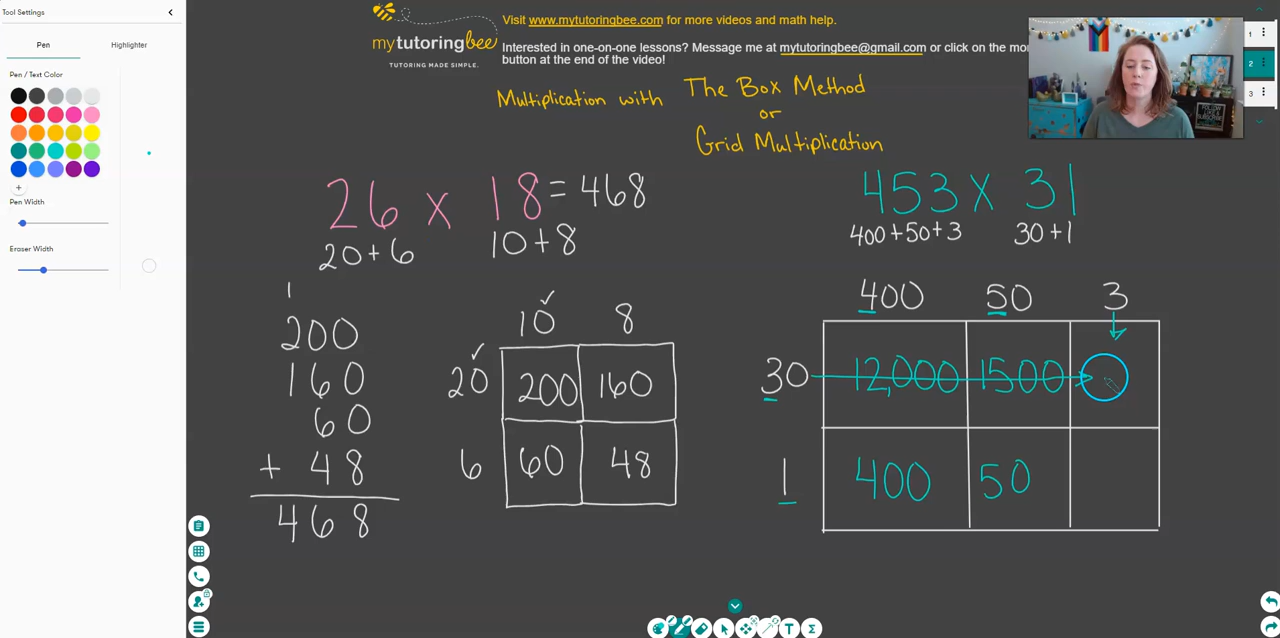 Tool Settings
Pen
Highlighter
Pen / Text Color
Pen Width
Eraser Width
mytutoringbee
TUTORING MADE SIMPLE.
Visit www.mytutoringbee.com for more videos and math help.
Interested in one-on-one lessons? Message me at mytutoringbee@gmail.com or click on the mo
button at the end of the video!
Multiplication with The Box Method
or
Grid Multiplication
26 x 18 = 468
20+6 10+8
1
200
160
60
+ 48
468
10 8
20 200 160
6 60 48
453 x 31
400+50+3 30+1
400 50 3
30 12,000 1500
1 400 50
1
2
3